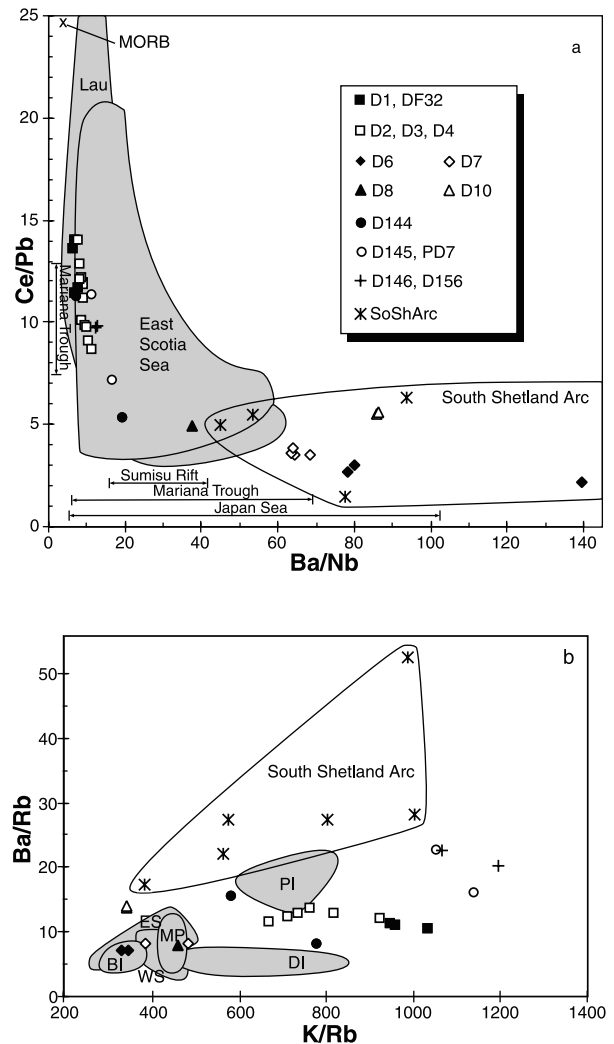 25
20
15
10
5
0
Ce/Pb
Mariana Trough
x
MORB
a
Lau
East
Scotia
Sea
D1, DF32
D2, D3, D4
D6
D7
D8
D10
D144
D145, PD7
D146, D156
SoShArc
South Shetland Arc
Sumisu Rift
Mariana Trough
Japan Sea
0
20
40
60
80
100
120
140
Ba/Nb
50
40
30
20
10
0
Ba/Rb
b
South Shetland Arc
PI
ES
MP
BI
WS
DI
200
400
600
800
1000
1200
1400
K/Rb